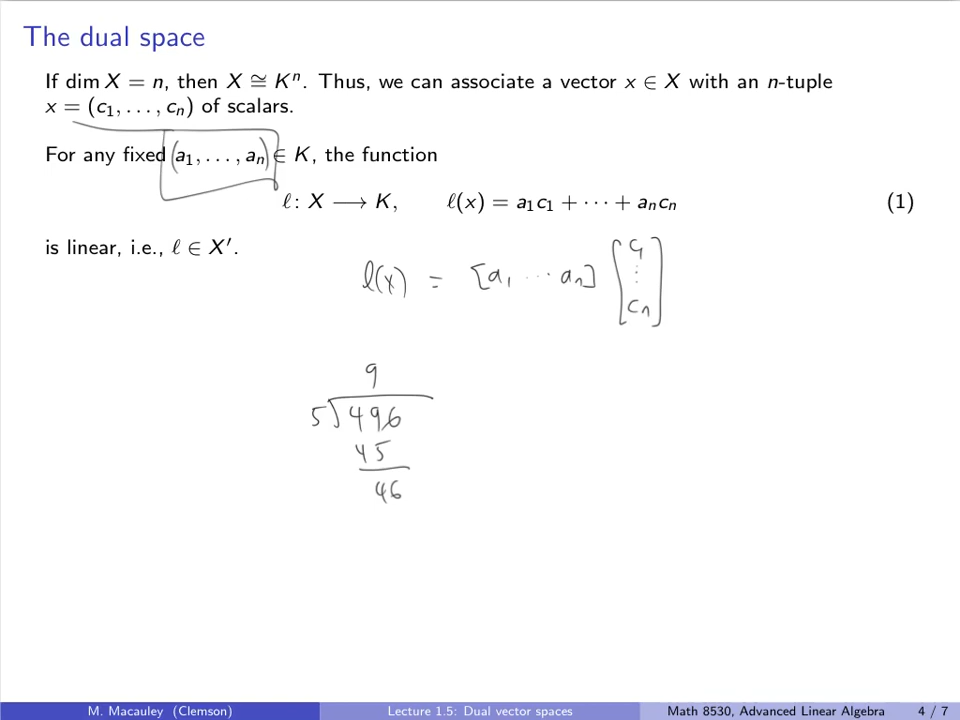 The dual space
If dim X = n, then X ≅ Kⁿ. Thus, we can associate a vector x ∈ X with an n-tuple
x = (c₁, . . . , cₙ) of scalars.
For any fixed (a₁, . . . , aₙ) ∈ K, the function
ℓ: X ⟶ K, ℓ(x) = a₁c₁ + · · · + aₙcₙ (1)
is linear, i.e., ℓ ∈ X′.
ℓ(x) = [a₁ ··· aₙ] [c₁ ⋮ cₙ]
9
5)496
45
46
M. Macauley (Clemson) Lecture 1.5: Dual vector spaces Math 8530, Advanced Linear Algebra 4 / 7